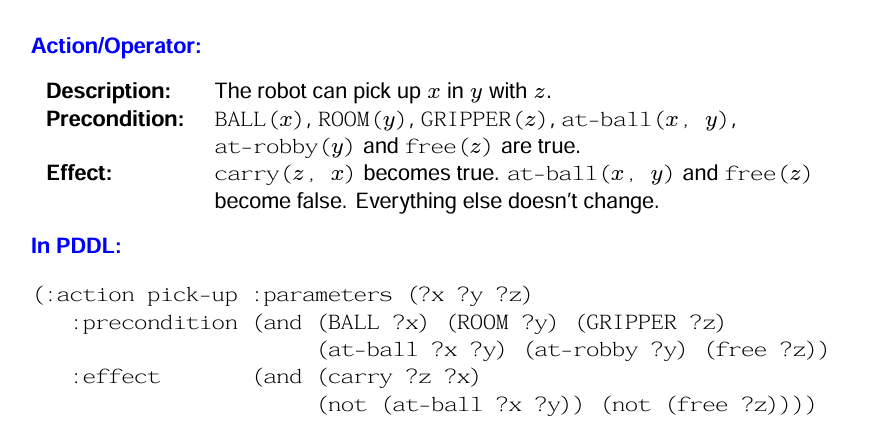 Action/Operator:
Description: The robot can pick up x in y with z.
Precondition: BALL(x), ROOM(y), GRIPPER(z), at-ball(x, y),
at-robby(y) and free(z) are true.
Effect: carry(z, x) becomes true. at-ball(x, y) and free(z)
become false. Everything else doesn't change.
In PDDL:
(:action pick-up :parameters (?x ?y ?z)
:precondition (and (BALL ?x) (ROOM ?y) (GRIPPER ?z)
(at-ball ?x ?y) (at-robby ?y) (free ?z))
:effect (and (carry ?z ?x)
(not (at-ball ?x ?y)) (not (free ?z))))